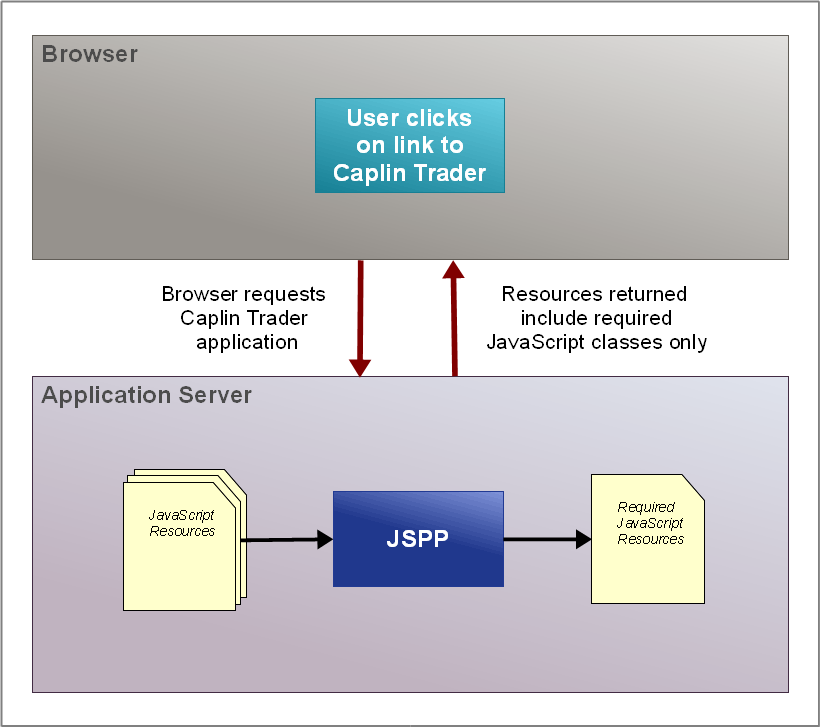 Browser
User clicks
on link to
Caplin Trader
Browser requests
Caplin Trader
application
Resources returned
include required
JavaScript classes only
Application Server
JavaScript
Resources
JSPP
Required
JavaScript
Resources